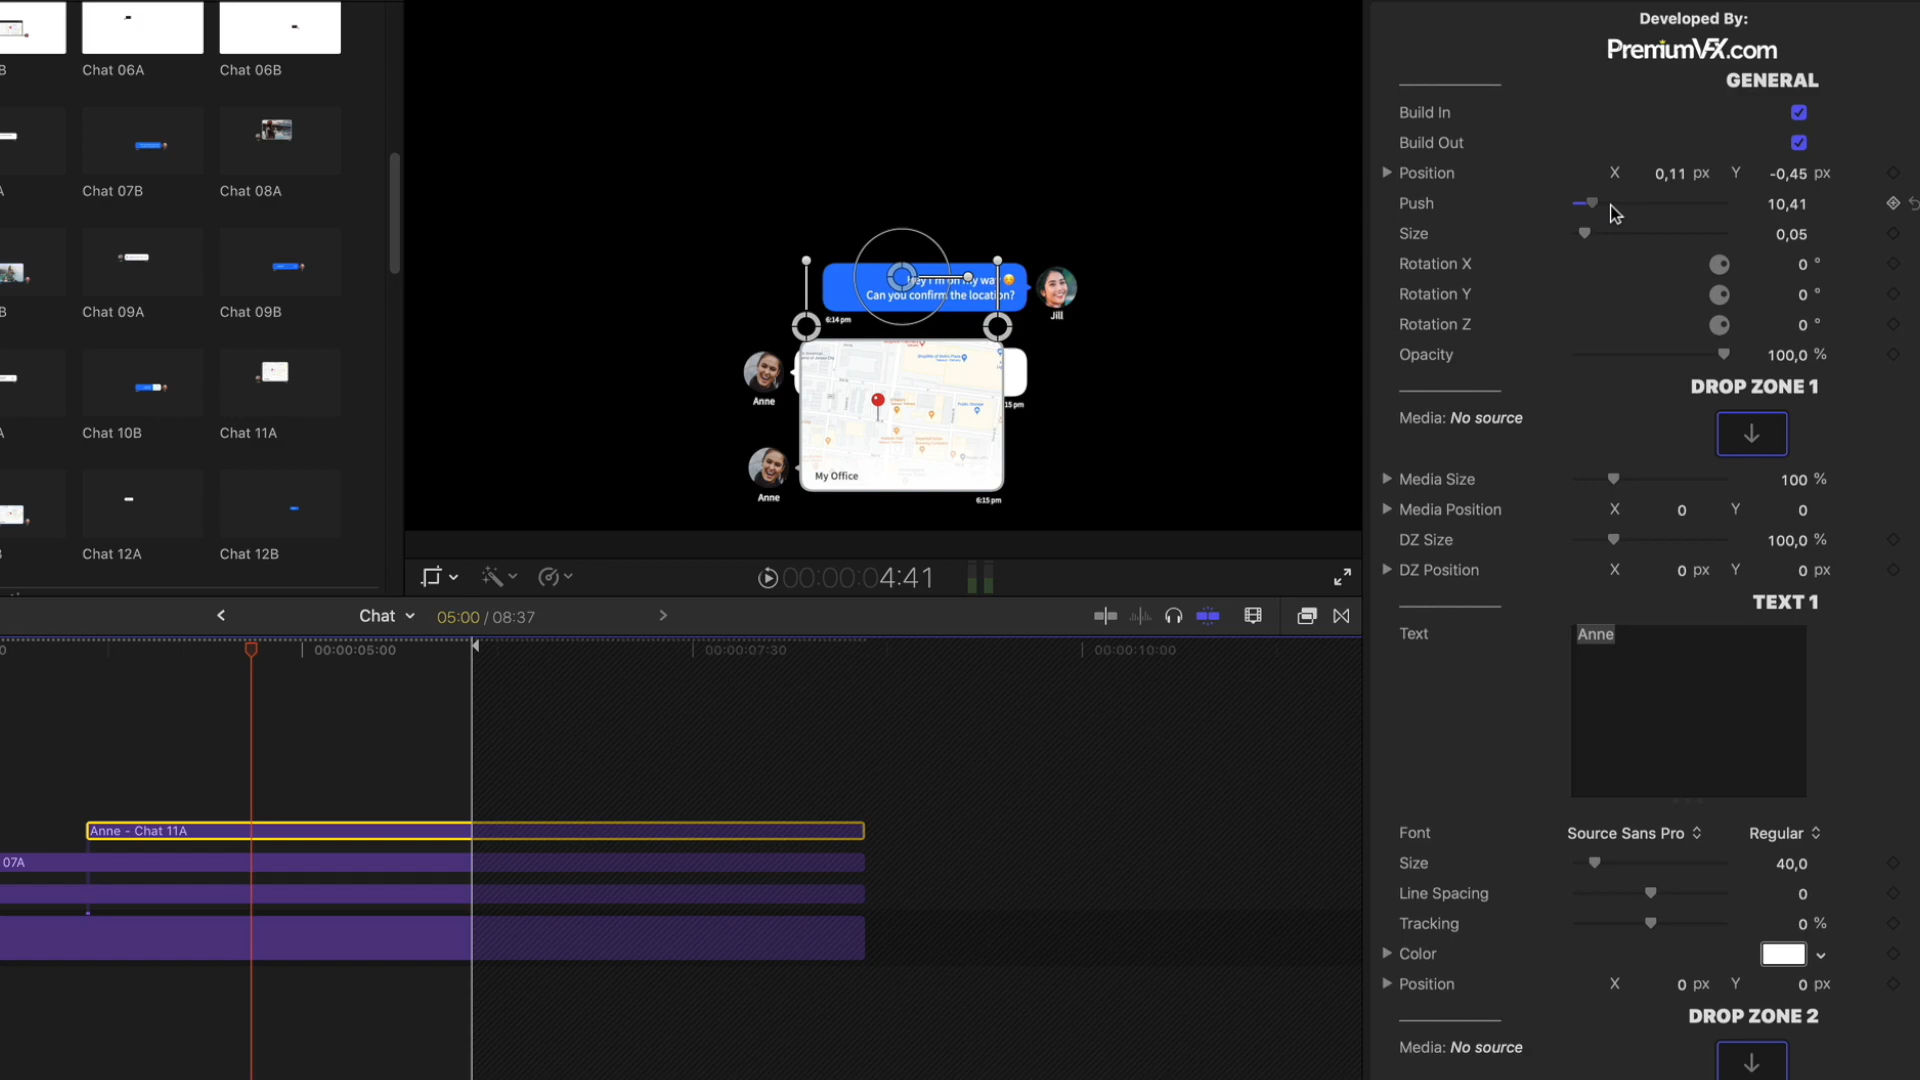 B
Chat 06A
Chat 06B
A
Chat 07B
Chat 08A
B
Chat 09A
Chat 09B
A
Chat 10B
Chat 11A
B
Chat 12A
Chat 12B
Hey I'm on my way
Can you confirm the location?
6:14 pm
Jill
Anne
15 pm
My Office
Anne
6:15 pm
00:00:04:41
Chat
05:00 / 08:37
0
00:00:05:00
00:00:07:30
00:00:10:00
Anne - Chat 11A
07A
Developed By:
PremiumVFX.com
GENERAL
Build In
Build Out
Position X 0,11 px Y -0,45 px
Push 10,41
Size 0,05
Rotation X 0 °
Rotation Y 0 °
Rotation Z 0 °
Opacity 100,0 %
DROP ZONE 1
Media: No source
Media Size 100 %
Media Position X 0 Y 0
DZ Size 100,0 %
DZ Position X 0 px Y 0 px
TEXT 1
Text Anne
Font Source Sans Pro Regular
Size 40,0
Line Spacing 0
Tracking 0 %
Color
Position X 0 px Y 0 px
DROP ZONE 2
Media: No source